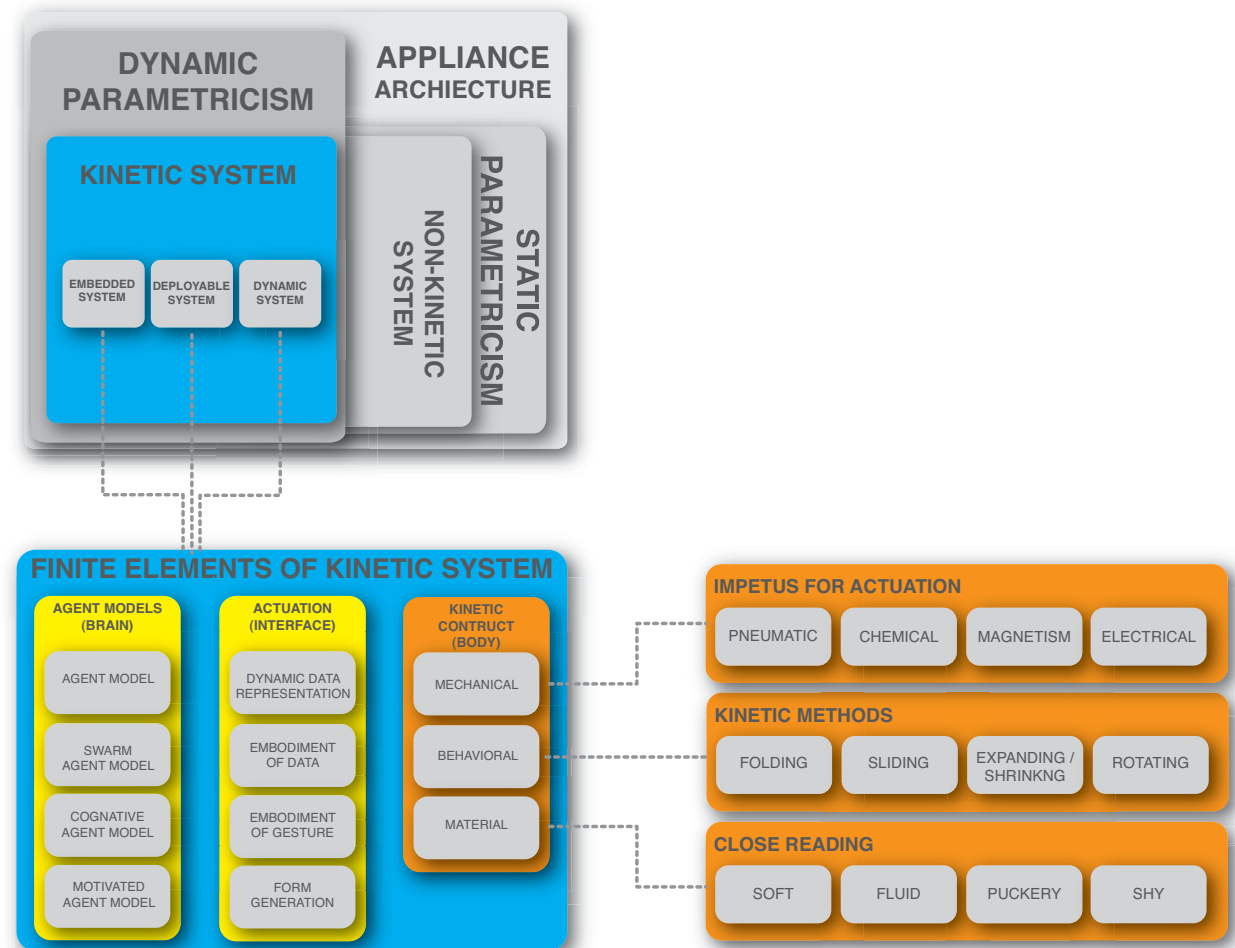 DYNAMIC
PARAMETRICISM
APPLIANCE
ARCHIECTURE
KINETIC SYSTEM
EMBEDDED
SYSTEM
DEPLOYABLE
SYSTEM
DYNAMIC
SYSTEM
NON-KINETIC
SYSTEM
STATIC
PARAMETRICISM
FINITE ELEMENTS OF KINETIC SYSTEM
AGENT MODELS
(BRAIN)
AGENT MODEL
SWARM
AGENT MODEL
COGNATIVE
AGENT MODEL
MOTIVATED
AGENT MODEL
ACTUATION
(INTERFACE)
DYNAMIC DATA
REPRESENTATION
EMBODIMENT
OF DATA
EMBODIMENT
OF GESTURE
FORM
GENERATION
KINETIC
CONTRUCT
(BODY)
MECHANICAL
BEHAVIORAL
MATERIAL
IMPETUS FOR ACTUATION
PNEUMATIC
CHEMICAL
MAGNETISM
ELECTRICAL
KINETIC METHODS
FOLDING
SLIDING
EXPANDING /
SHRINKNG
ROTATING
CLOSE READING
SOFT
FLUID
PUCKERY
SHY